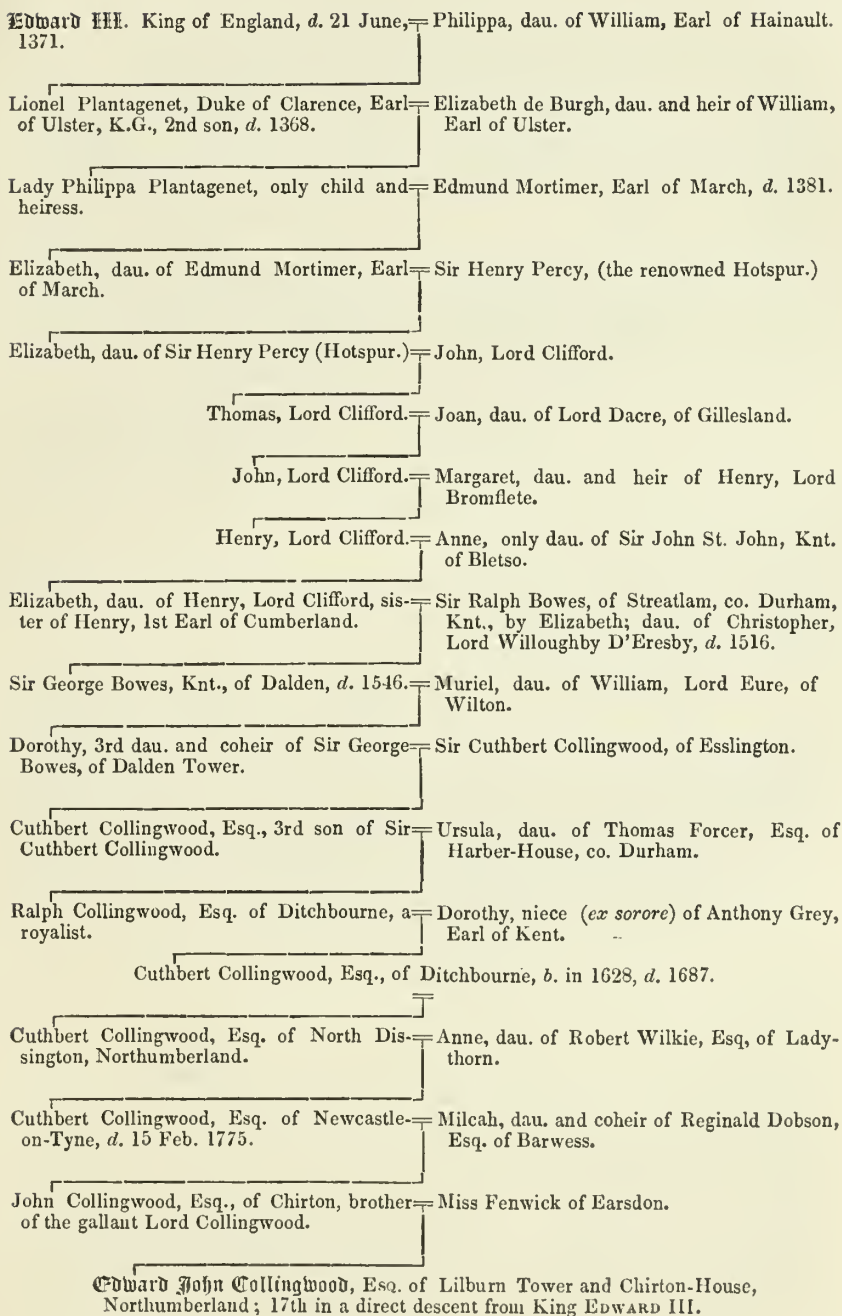 Edward III. King of England, d. 21 June, Philippa, dau. of William, Earl of Hainault.
1371.
Lionel Plantagenet, Duke of Clarence, Earl Elizabeth de Burgh, dau. and heir of William,
of Ulster, K.G., 2nd son, d. 1368. Earl of Ulster.
Lady Philippa Plantagenet, only child and Edmund Mortimer, Earl of March, d. 1381.
heiress.
Elizabeth, dau. of Edmund Mortimer, Earl Sir Henry Percy, (the renowned Hotspur.)
of March.
Elizabeth, dau. of Sir Henry Percy (Hotspur.) John, Lord Clifford.
Thomas, Lord Clifford. Joan, dau. of Lord Dacre, of Gillesland.
John, Lord Clifford. Margaret, dau. and heir of Henry, Lord
Bromflete.
Henry, Lord Clifford. Anne, only dau. of Sir John St. John, Knt.
of Bletso.
Elizabeth, dau. of Henry, Lord Clifford, sis- Sir Ralph Bowes, of Streatlam, co. Durham,
ter of Henry, 1st Earl of Cumberland. Knt., by Elizabeth; dau. of Christopher,
Lord Willoughby D'Eresby, d. 1516.
Sir George Bowes, Knt., of Dalden, d. 1546. Muriel, dau. of William, Lord Eure, of
Wilton.
Dorothy, 3rd dau. and coheir of Sir George Sir Cuthbert Collingwood, of Esslington.
Bowes, of Dalden Tower.
Cuthbert Collingwood, Esq., 3rd son of Sir Ursula, dau. of Thomas Forcer, Esq. of
Cuthbert Collingwood. Harber-House, co. Durham.
Ralph Collingwood, Esq. of Ditchbourne, a Dorothy, niece (ex sorore) of Anthony Grey,
royalist. Earl of Kent.
Cuthbert Collingwood, Esq., of Ditchbourne, b. in 1628, d. 1687.
Cuthbert Collingwood, Esq. of North Dis- Anne, dau. of Robert Wilkie, Esq, of Lady-
sington, Northumberland. thorn.
Cuthbert Collingwood, Esq. of Newcastle- Milcah, dau. and coheir of Reginald Dobson,
on-Tyne, d. 15 Feb. 1775. Esq. of Barwess.
John Collingwood, Esq., of Chirton, brother Miss Fenwick of Earsdon.
of the gallant Lord Collingwood.
Edward John Collingwood, Esq. of Lilburn Tower and Chirton-House,
Northumberland; 17th in a direct descent from King Edward III.